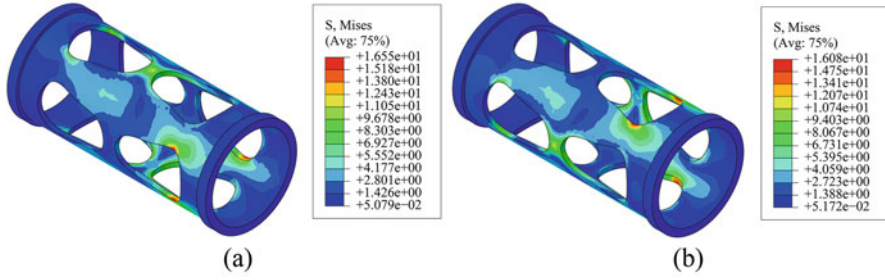 S, Mises
(Avg: 75%)
+1.655e+01
+1.518e+01
+1.380e+01
+1.243e+01
+1.105e+01
+9.678e+00
+8.303e+00
+6.927e+00
+5.552e+00
+4.177e+00
+2.801e+00
+1.426e+00
+5.079e−02
(a)
S, Mises
(Avg: 75%)
+1.608e+01
+1.475e+01
+1.341e+01
+1.207e+01
+1.074e+01
+9.403e+00
+8.067e+00
+6.731e+00
+5.395e+00
+4.059e+00
+2.723e+00
+1.388e+00
+5.172e−02
(b)